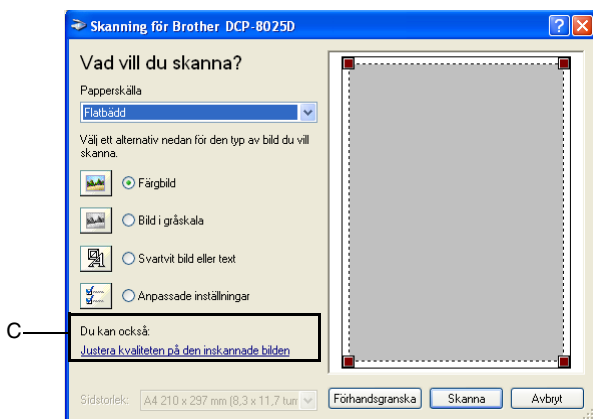 Skanning för Brother DCP-8025D
Vad vill du skanna?
Papperskälla
Flatbädd
Välj ett alternativ nedan för den typ av bild du vill
skanna.
Färgbild
Bild i gråskala
Svartvit bild eller text
Anpassade inställningar
C
Du kan också:
Justera kvaliteten på den inskannade bilden
Sidstorlek:
A4 210 x 297 mm (8,3 x 11,7 tum
Förhandsgranska
Skanna
Avbryt